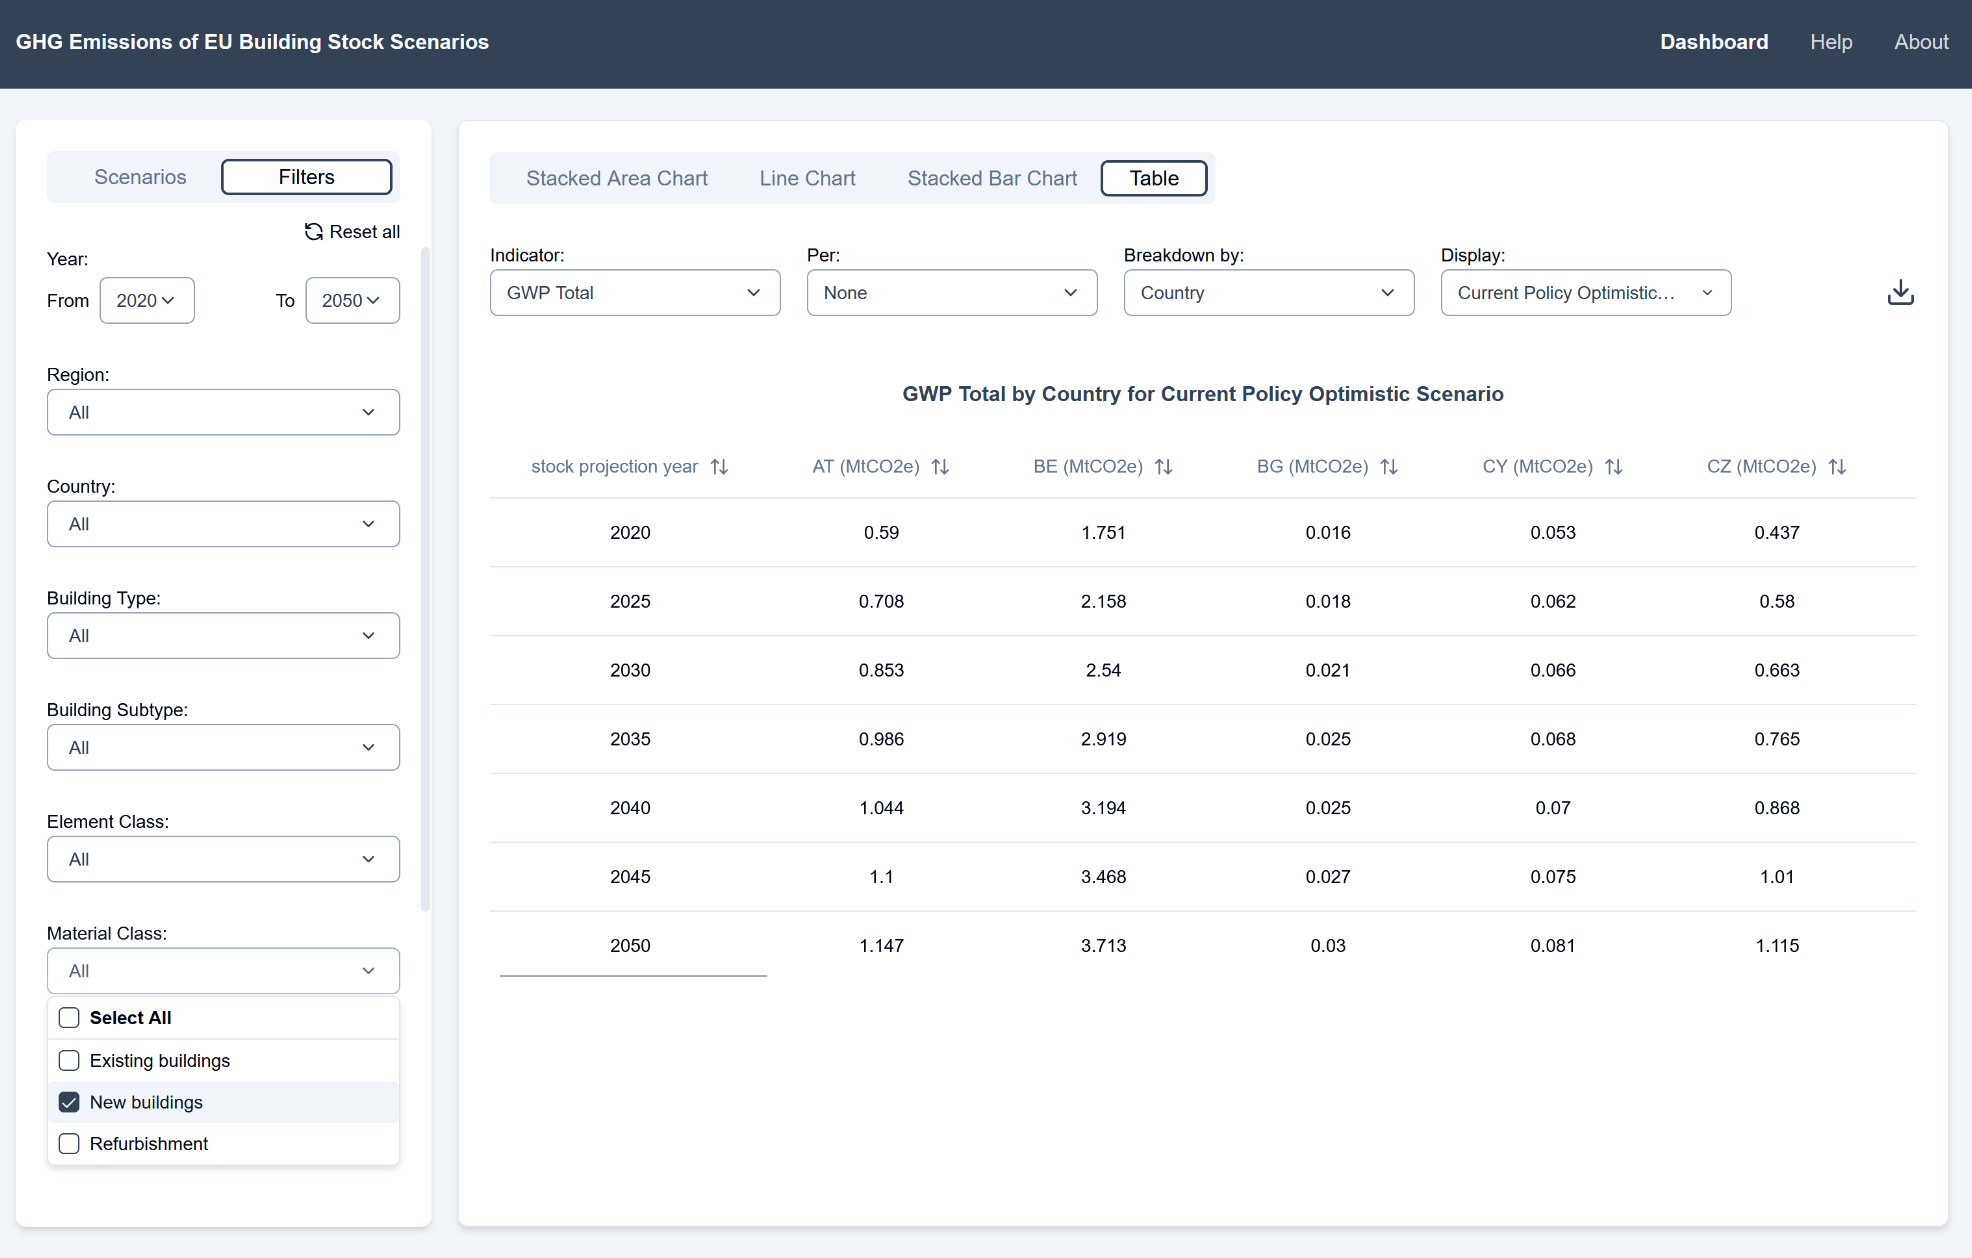 GHG Emissions of EU Building Stock Scenarios
Dashboard Help About
Scenarios Filters
Reset all
Year:
From 2020 To 2050
Region:
All
Country:
All
Building Type:
All
Building Subtype:
All
Element Class:
All
Material Class:
All
Select All
Existing buildings
New buildings
Refurbishment
Stacked Area Chart Line Chart Stacked Bar Chart Table
Indicator: Per: Breakdown by: Display:
GWP Total None Country Current Policy Optimistic...
GWP Total by Country for Current Policy Optimistic Scenario
stock projection year AT (MtCO2e) BE (MtCO2e) BG (MtCO2e) CY (MtCO2e) CZ (MtCO2e)
2020 0.59 1.751 0.016 0.053 0.437
2025 0.708 2.158 0.018 0.062 0.58
2030 0.853 2.54 0.021 0.066 0.663
2035 0.986 2.919 0.025 0.068 0.765
2040 1.044 3.194 0.025 0.07 0.868
2045 1.1 3.468 0.027 0.075 1.01
2050 1.147 3.713 0.03 0.081 1.115